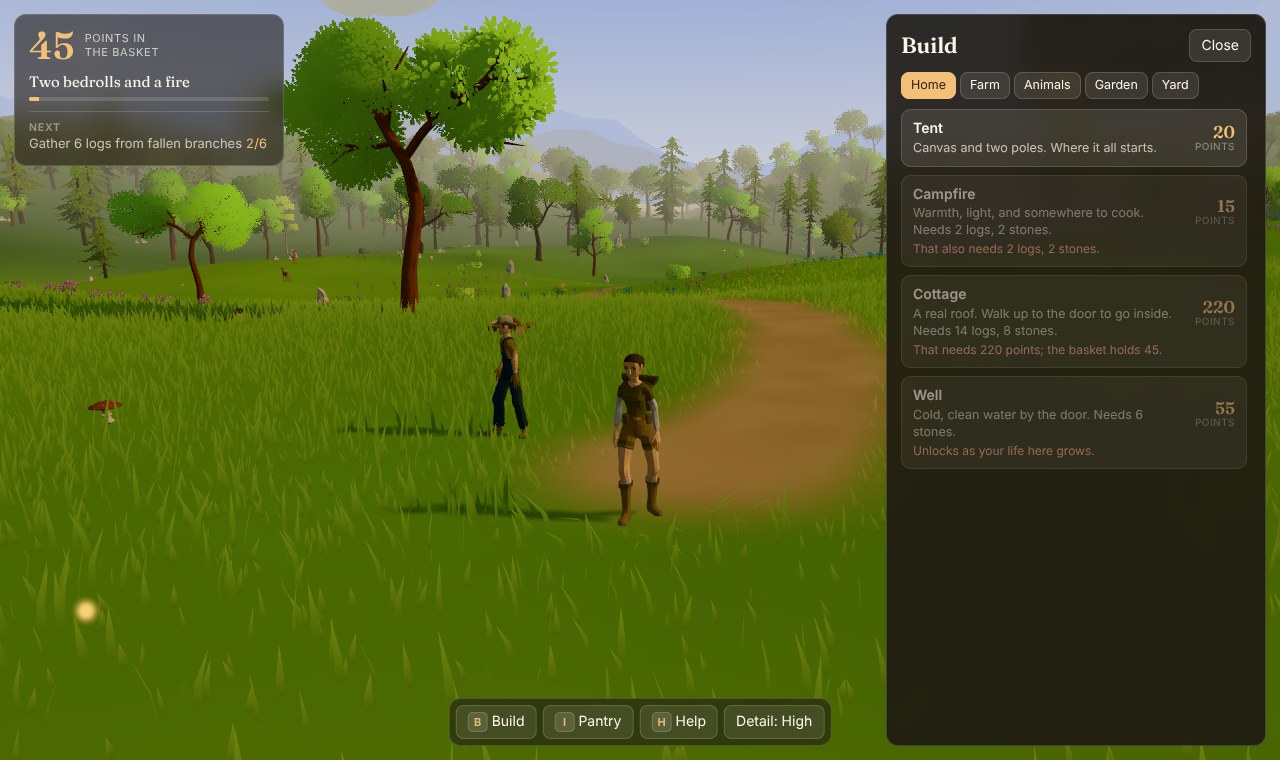 45
POINTS IN
THE BASKET
Two bedrolls and a fire
NEXT
Gather 6 logs from fallen branches 2/6
Build
Close
Home Farm Animals Garden Yard
Tent
Canvas and two poles. Where it all starts.
20
POINTS
Campfire
Warmth, light, and somewhere to cook.
Needs 2 logs, 2 stones.
That also needs 2 logs, 2 stones.
15
POINTS
Cottage
A real roof. Walk up to the door to go inside.
Needs 14 logs, 8 stones.
That needs 220 points; the basket holds 45.
220
POINTS
Well
Cold, clean water by the door. Needs 6
stones.
Unlocks as your life here grows.
55
POINTS
B Build I Pantry H Help Detail: High